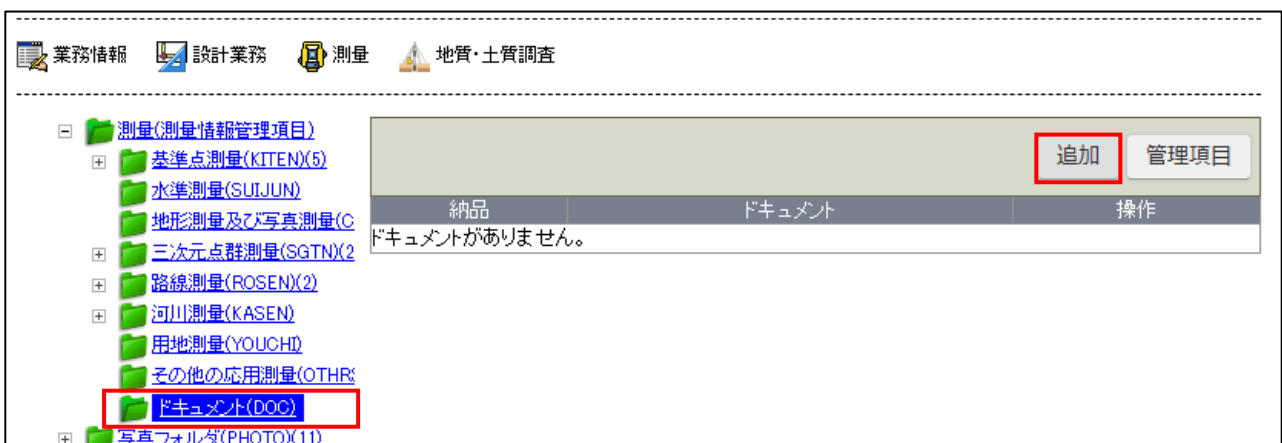 業務情報 設計業務 測量 地質・土質調査
測量(測量情報管理項目)
基準点測量(KITEN)(5)
水準測量(SUIJUN)
地形測量及び写真測量(C
三次元点群測量(SGTN)(2
路線測量(ROSEN)(2)
河川測量(KASEN)
用地測量(YOUCHI)
その他の応用測量(OTHRS
ドキュメント(DOC)
写真フォルダ(PHOTO)(11)
追加 管理項目
納品 ドキュメント 操作
ドキュメントがありません。